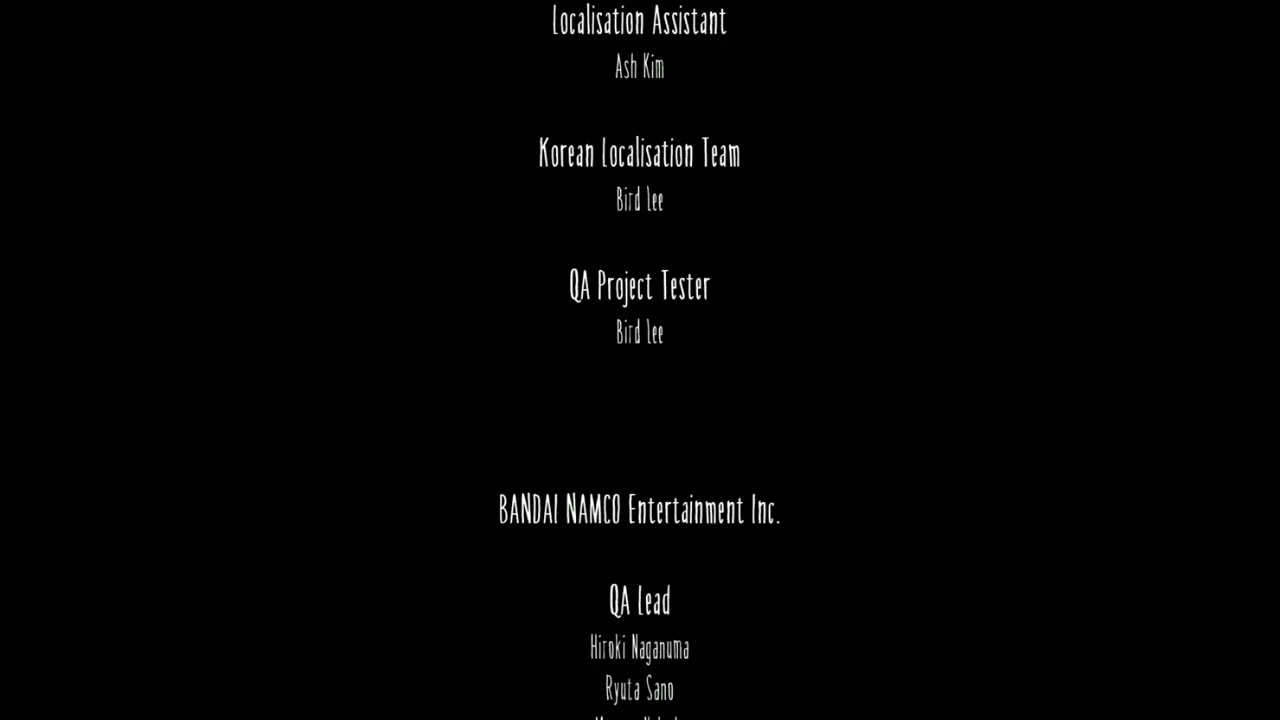 Localisation Assistant
Ash Kim
Korean Localisation Team
Bird Lee
QA Project Tester
Bird Lee
BANDAI NAMCO Entertainment Inc.
QA Lead
Hiroki Naganuma
Ryuta Sano